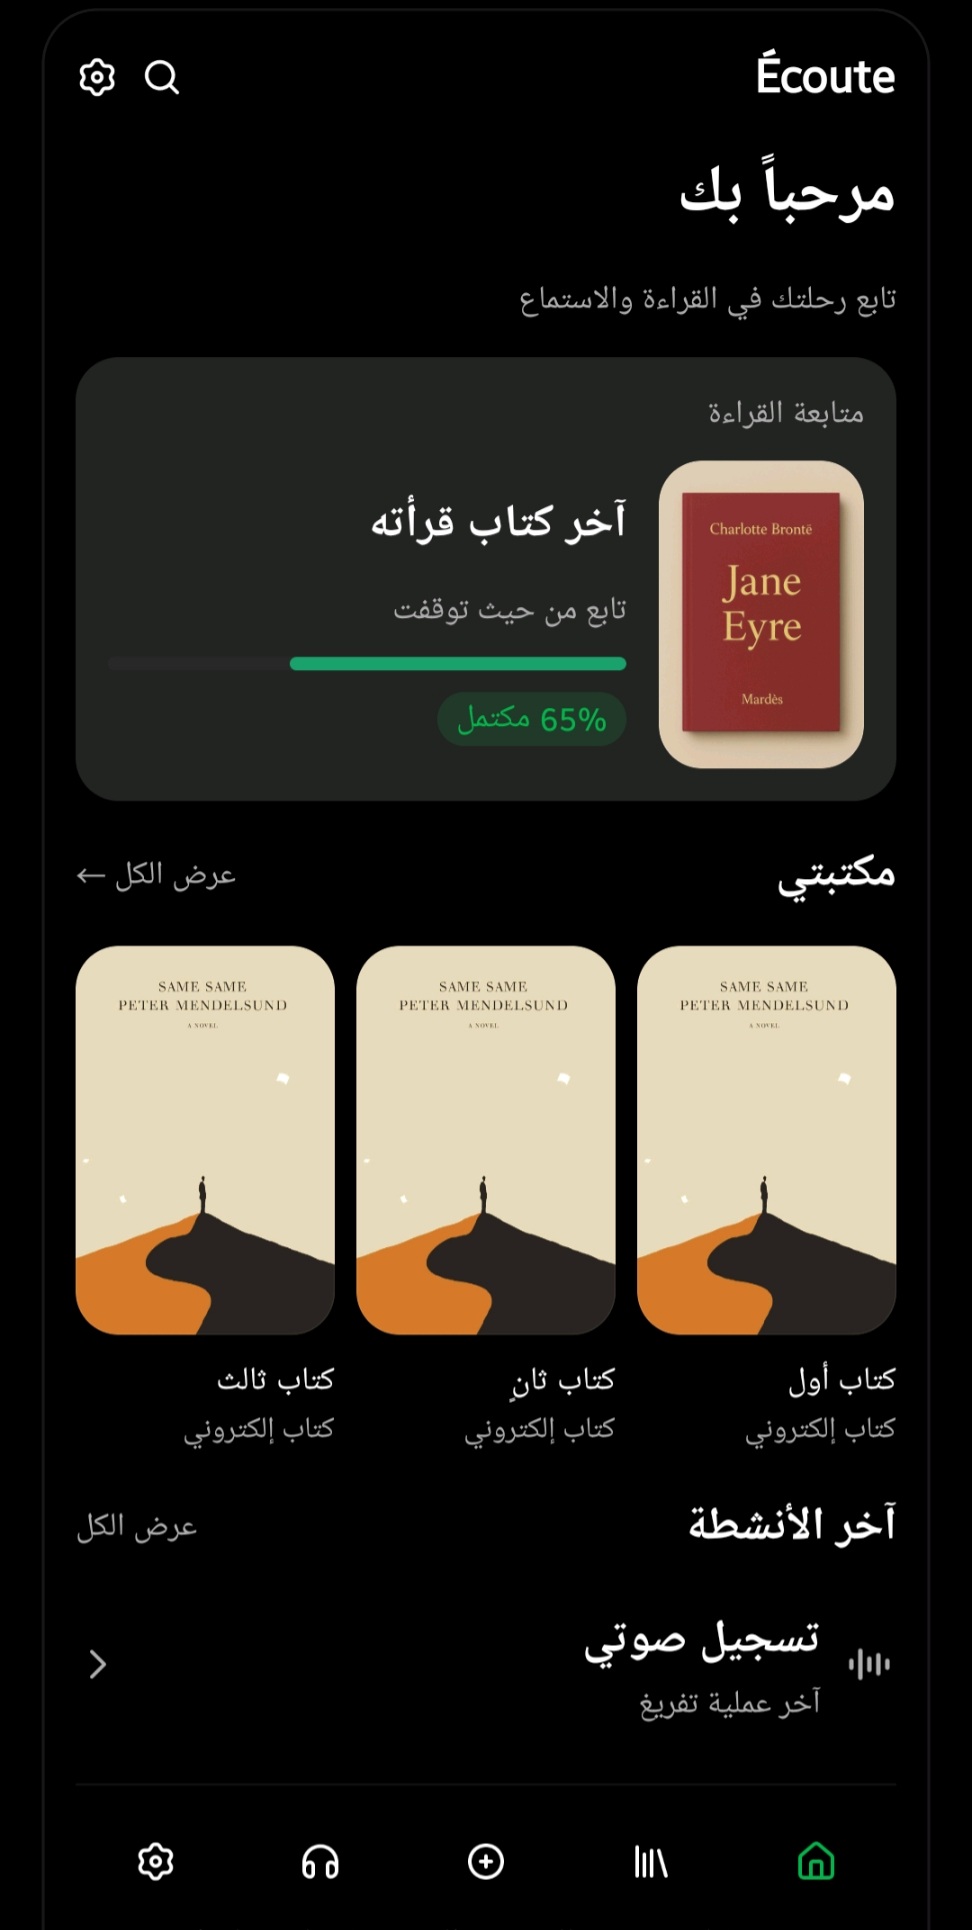 Écoute
مرحباً بك
تابع رحلتك في القراءة والاستماع
متابعة القراءة
Charlotte Brontë
Jane
Eyre
Mardès
آخر كتاب قرأته
تابع من حيث توقفت
65% مكتمل
مكتبتي
عرض الكل ←
SAME SAME
PETER MENDELSUND
A NOVEL
كتاب أول
كتاب إلكتروني
SAME SAME
PETER MENDELSUND
A NOVEL
كتاب ثانٍ
كتاب إلكتروني
SAME SAME
PETER MENDELSUND
A NOVEL
كتاب ثالث
كتاب إلكتروني
آخر الأنشطة
عرض الكل
تسجيل صوتي
آخر عملية تفريغ